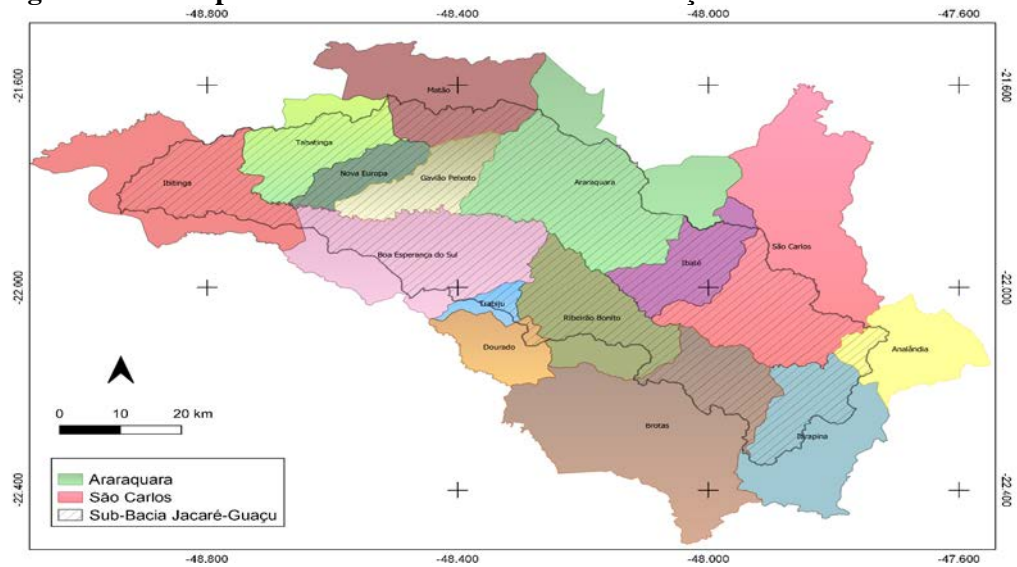 -48.800 -48.400 -48.000 -47.600
-21.600 -21.600
Matão
Tabatinga
Nova Europa
Gavião Peixoto
Ibitinga
Araraquara
São Carlos
Boa Esperança do Sul
Ibaté
-22.000 -22.000
Trabiju
Ribeirão Bonito
Dourado
Analândia
0 10 20 km
Brotas
Itirapina
Araraquara
São Carlos
Sub-Bacia Jacaré-Guaçu
-22.400 -22.400
-48.800 -48.400 -48.000 -47.600